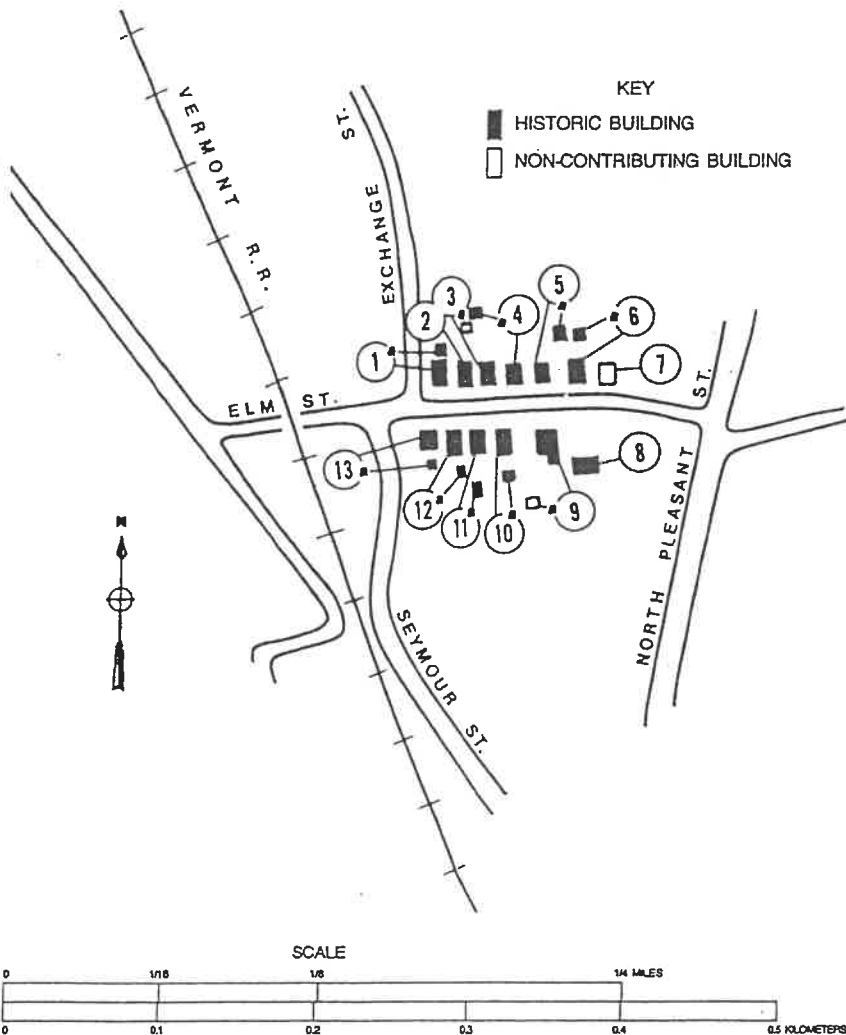 KEY
HISTORIC BUILDING
NON-CONTRIBUTING BUILDING
VERMONT R.R.
EXCHANGE ST.
ELM ST.
1
2
3
4
5
6
7
8
9
10
11
12
13
NORTH PLEASANT ST.
SEYMOUR ST.
N
SCALE
0 1/16 1/8 1/4 MILES
0 0.1 0.2 0.3 0.4 0.5 KILOMETERS